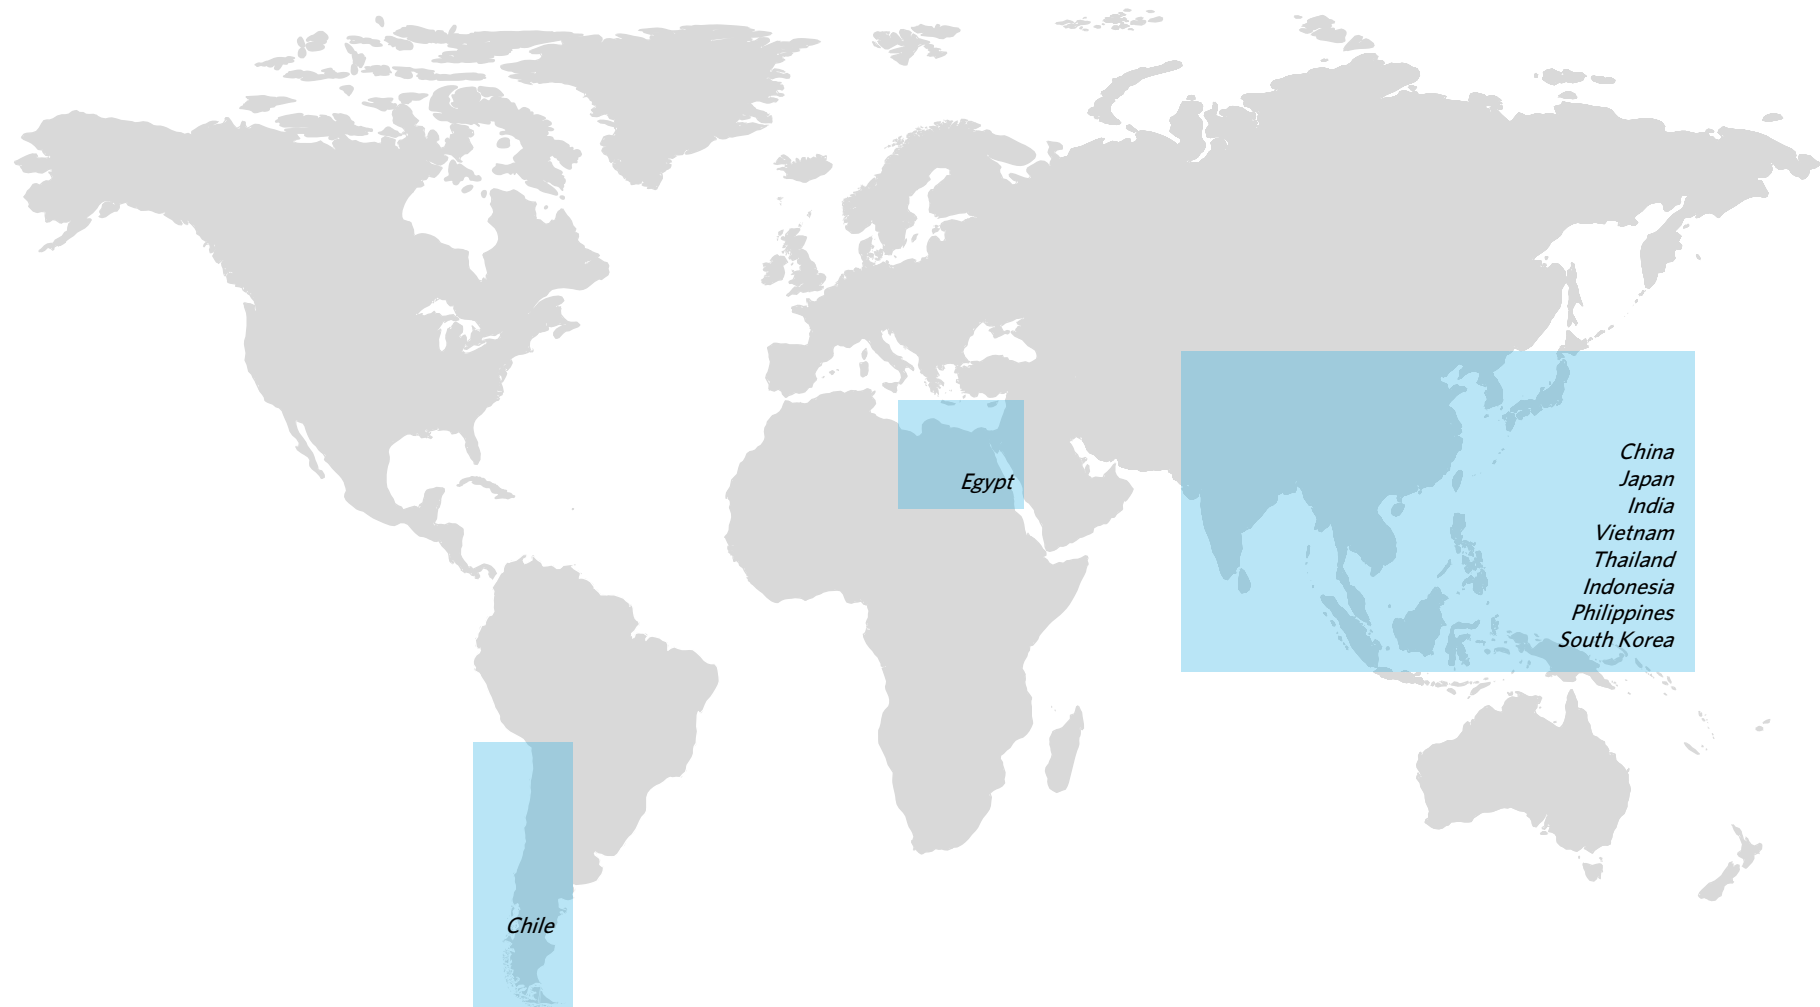 China
Japan
India
Egypt
Vietnam
Thailand
Indonesia
Philippines
South Korea
Chile